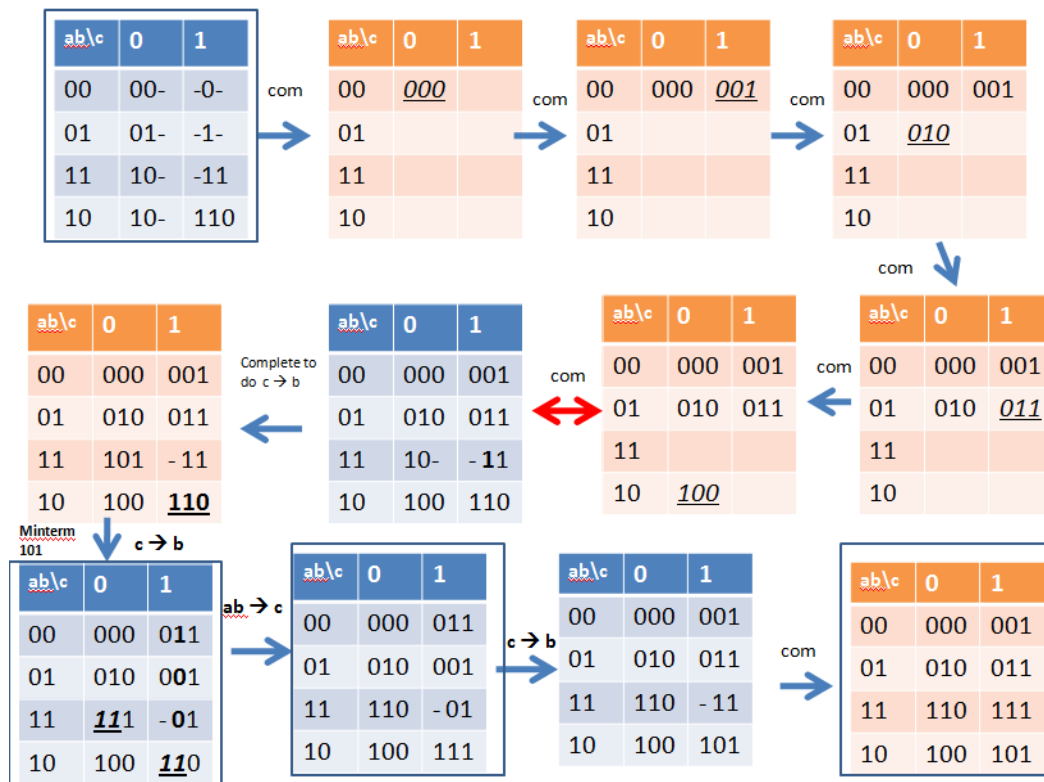 ab\c 0 1
00 00- -0-
01 01- -1-
11 10- -11
10 10- 110
com
ab\c 0 1
00 000
01
11
10
com
ab\c 0 1
00 000 001
01
11
10
com
ab\c 0 1
00 000 001
01 010
11
10
com
ab\c 0 1
00 000 001
01 010 011
11 101 - 11
10 100 110
Complete to
do c → b
ab\c 0 1
00 000 001
01 010 011
11 10- - 11
10 100 110
com
ab\c 0 1
00 000 001
01 010 011
11
10 100
com
ab\c 0 1
00 000 001
01 010 011
11
10
Minterm
101
c → b
ab\c 0 1
00 000 011
01 010 001
11 111 - 01
10 100 110
ab → c
ab\c 0 1
00 000 011
01 010 001
11 110 - 01
10 100 111
c → b
ab\c 0 1
00 000 001
01 010 011
11 110 - 11
10 100 101
com
ab\c 0 1
00 000 001
01 010 011
11 110 111
10 100 101